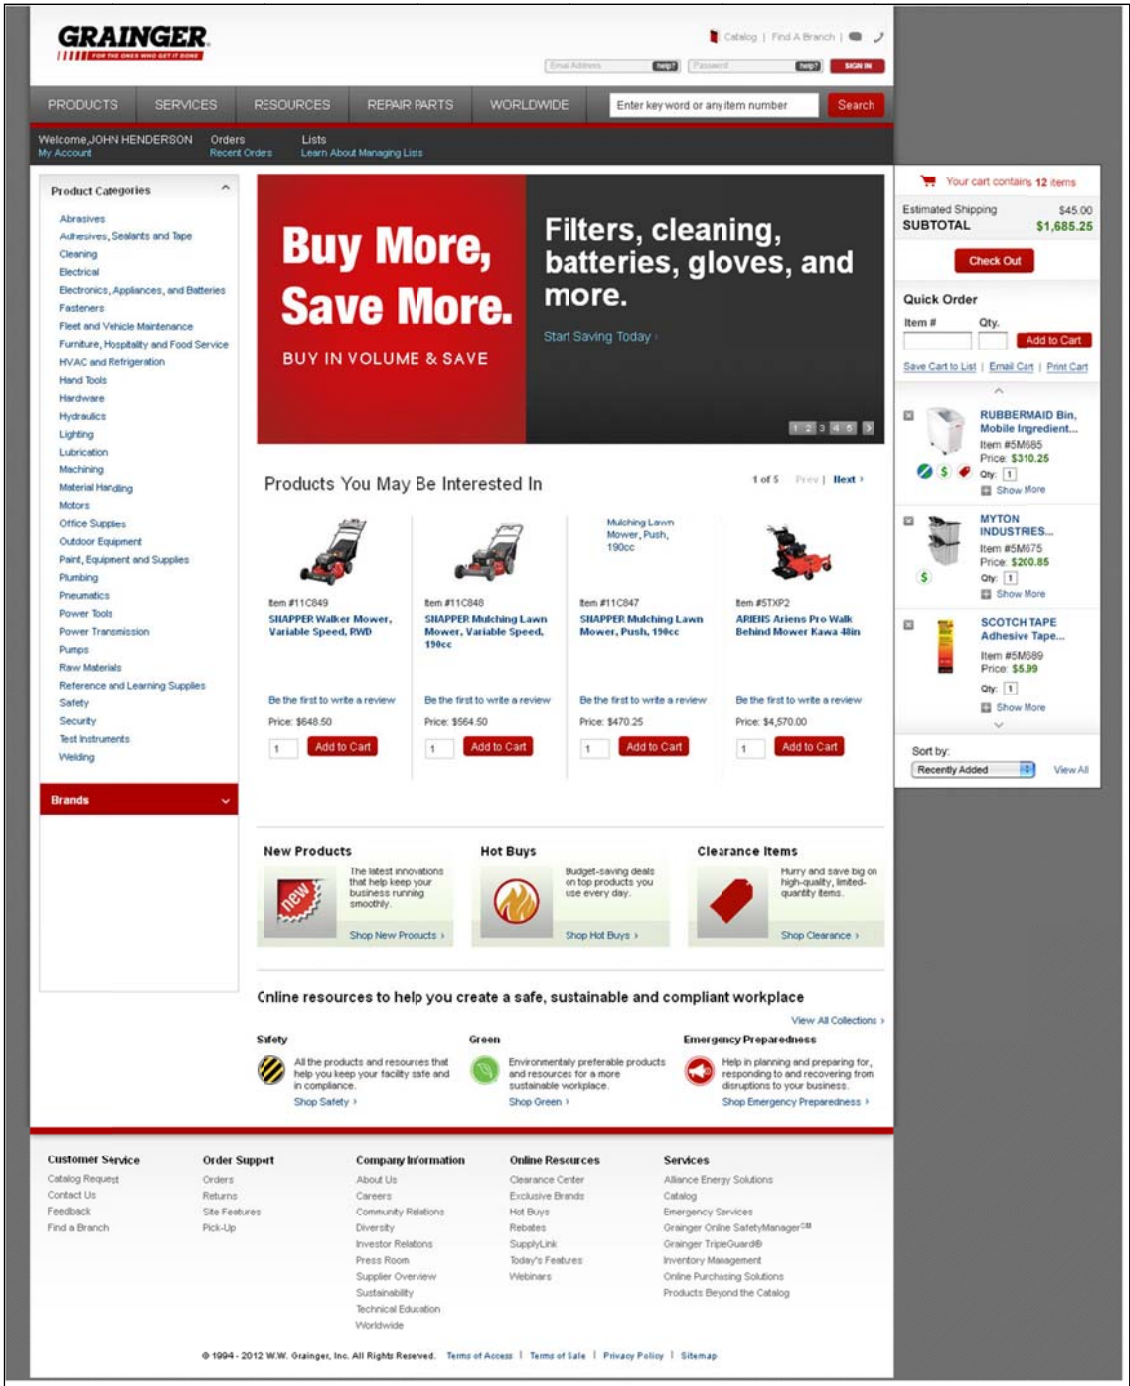 GRAINGER
FOR THE ONES WHO GET IT DONE
Catalog | Find A Branch |
Email Address help? Password help? SIGN IN
PRODUCTS SERVICES RESOURCES REPAIR PARTS WORLDWIDE Enter key word or any item number Search
Welcome, JOHN HENDERSON Orders Lists
My Account Recent Orders Learn About Managing Lists
Product Categories
Abrasives
Adhesives, Sealants and Tape
Cleaning
Electrical
Electronics, Appliances, and Batteries
Fasteners
Fleet and Vehicle Maintenance
Furniture, Hospitality and Food Service
HVAC and Refrigeration
Hand Tools
Hardware
Hydraulics
Lighting
Lubrication
Machining
Material Handling
Motors
Office Supplies
Outdoor Equipment
Paint, Equipment and Supplies
Plumbing
Pneumatics
Power Tools
Power Transmission
Pumps
Raw Materials
Reference and Learning Supplies
Safety
Security
Test Instruments
Welding
Brands
Buy More,
Save More.
BUY IN VOLUME & SAVE
Filters, cleaning,
batteries, gloves, and
more.
Start Saving Today ›
1 2 3 4 5 >
Products You May Be Interested In 1 of 5 Prev | Next ›
Item #11C849
SNAPPER Walker Mower,
Variable Speed, RWD
Be the first to write a review
Price: $648.50
1 Add to Cart
Item #11C848
SNAPPER Mulching Lawn
Mower, Variable Speed,
190cc
Be the first to write a review
Price: $564.50
1 Add to Cart
Mulching Lawn
Mower, Push,
190cc
Item #11C847
SNAPPER Mulching Lawn
Mower, Push, 190cc
Be the first to write a review
Price: $470.25
1 Add to Cart
Item #5TXP2
ARIENS Ariens Pro Walk
Behind Mower Kawa 48in
Be the first to write a review
Price: $4,570.00
1 Add to Cart
New Products
new
The latest innovations
that help keep your
business running
smoothly.
Shop New Products ›
Hot Buys
Budget-saving deals
on top products you
use every day.
Shop Hot Buys ›
Clearance Items
Hurry and save big on
high-quality, limited-
quantity items.
Shop Clearance ›
Online resources to help you create a safe, sustainable and compliant workplace
View All Collections ›
Safety
All the products and resources that
help you keep your facility safe and
in compliance.
Shop Safety ›
Green
Environmentaly preferable products
and resources for a more
sustainable workplace.
Shop Green ›
Emergency Preparedness
Help in planning and preparing for,
responding to and recovering from
disruptions to your business.
Shop Emergency Preparedness ›
Your cart contains 12 items
Estimated Shipping $45.00
SUBTOTAL $1,685.25
Check Out
Quick Order
Item # Qty.
Add to Cart
Save Cart to List | Email Cart | Print Cart
RUBBERMAID Bin,
Mobile Ingredient...
Item #5M685
Price: $310.25
Qty: 1
Show More
MYTON
INDUSTRIES...
Item #5M675
Price: $200.85
Qty: 1
Show More
SCOTCH TAPE
Adhesive Tape...
Item #5M689
Price: $5.99
Qty: 1
Show More
Sort by:
Recently Added View All
Customer Service
Catalog Request
Contact Us
Feedback
Find a Branch
Order Support
Orders
Returns
Site Features
Pick-Up
Company Information
About Us
Careers
Community Relations
Diversity
Investor Relations
Press Room
Supplier Overview
Sustainability
Technical Education
Worldwide
Online Resources
Clearance Center
Exclusive Brands
Hot Buys
Rebates
SupplyLink
Today's Features
Webinars
Services
Alliance Energy Solutions
Catalog
Emergency Services
Grainger Online SafetyManager℠
Grainger TripleGuard®
Inventory Management
Online Purchasing Solutions
Products Beyond the Catalog
© 1994 - 2012 W.W. Grainger, Inc. All Rights Reseved. Terms of Access | Terms of Sale | Privacy Policy | Sitemap